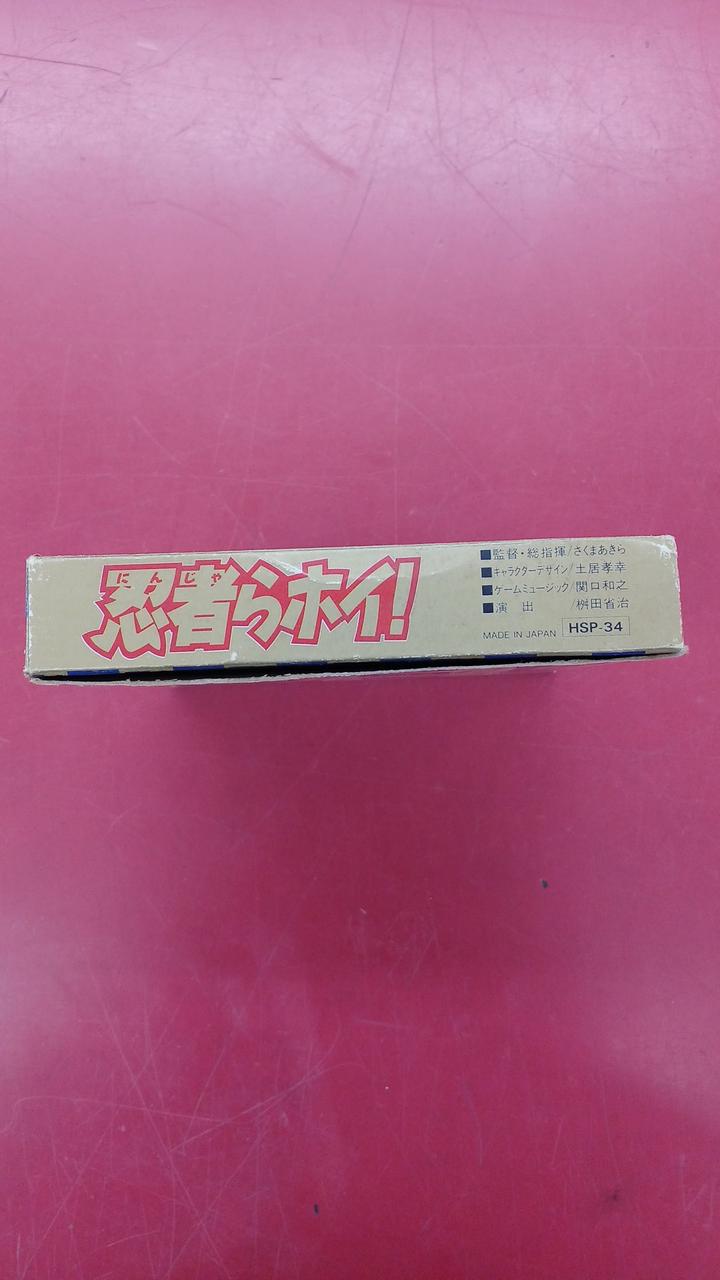 にんじゃ
忍者らホイ!
■監督・総指揮/さくまあきら
■キャラクターデザイン/土居孝幸
■ゲームミュージック/関口和之
■演出/桝田省治
MADE IN JAPAN HSP-34